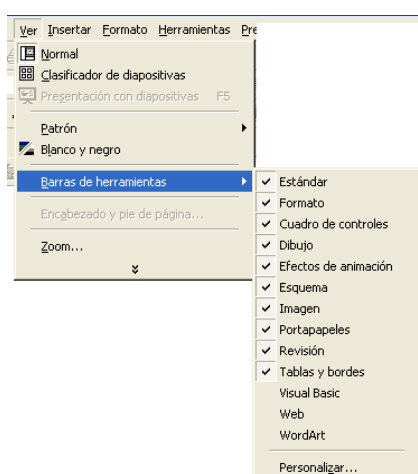 Ver Insertar Formato Herramientas Pre
Normal
Clasificador de diapositivas
Presentación con diapositivas F5
Patrón
Blanco y negro
Barras de herramientas
Encabezado y pie de página...
Zoom...
Estándar
Formato
Cuadro de controles
Dibujo
Efectos de animación
Esquema
Imagen
Portapapeles
Revisión
Tablas y bordes
Visual Basic
Web
WordArt
Personalizar...